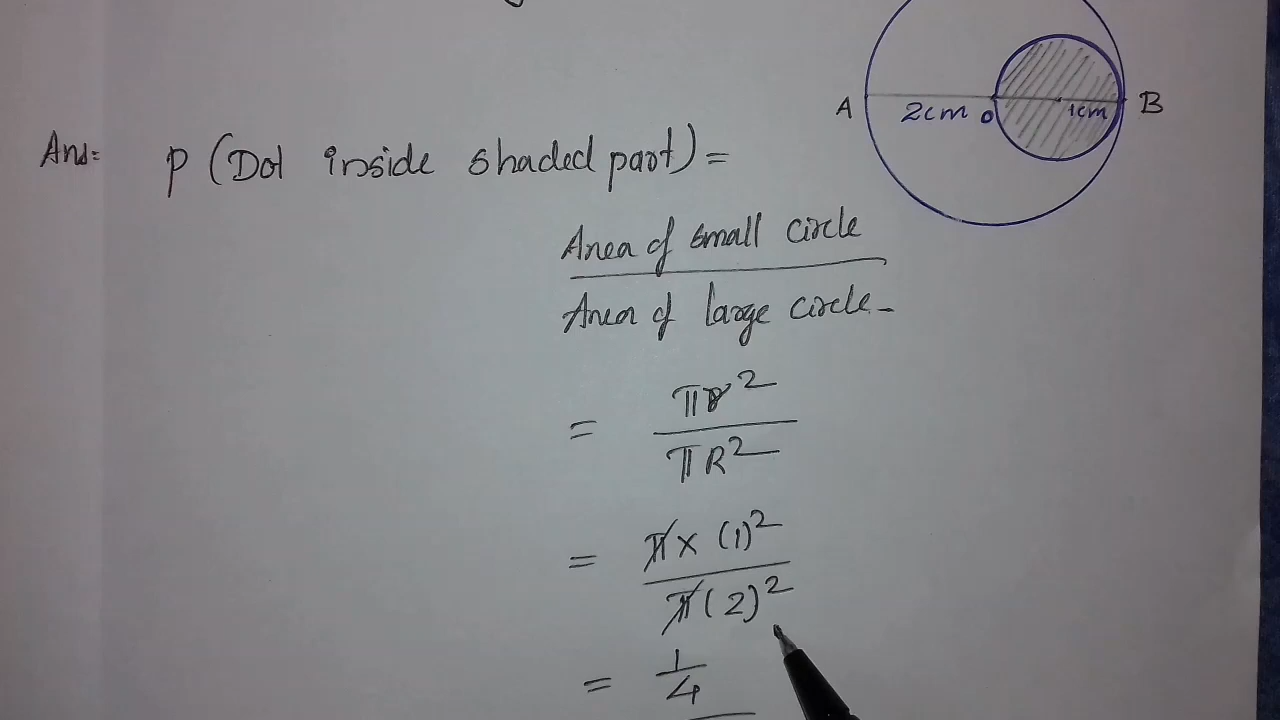 A 2cm O 1cm B
Ans: P (Dot inside shaded part) =
Area of small circle
Area of large circle
= πr²
πR²
= π × (1)²
π(2)²
= 1
4